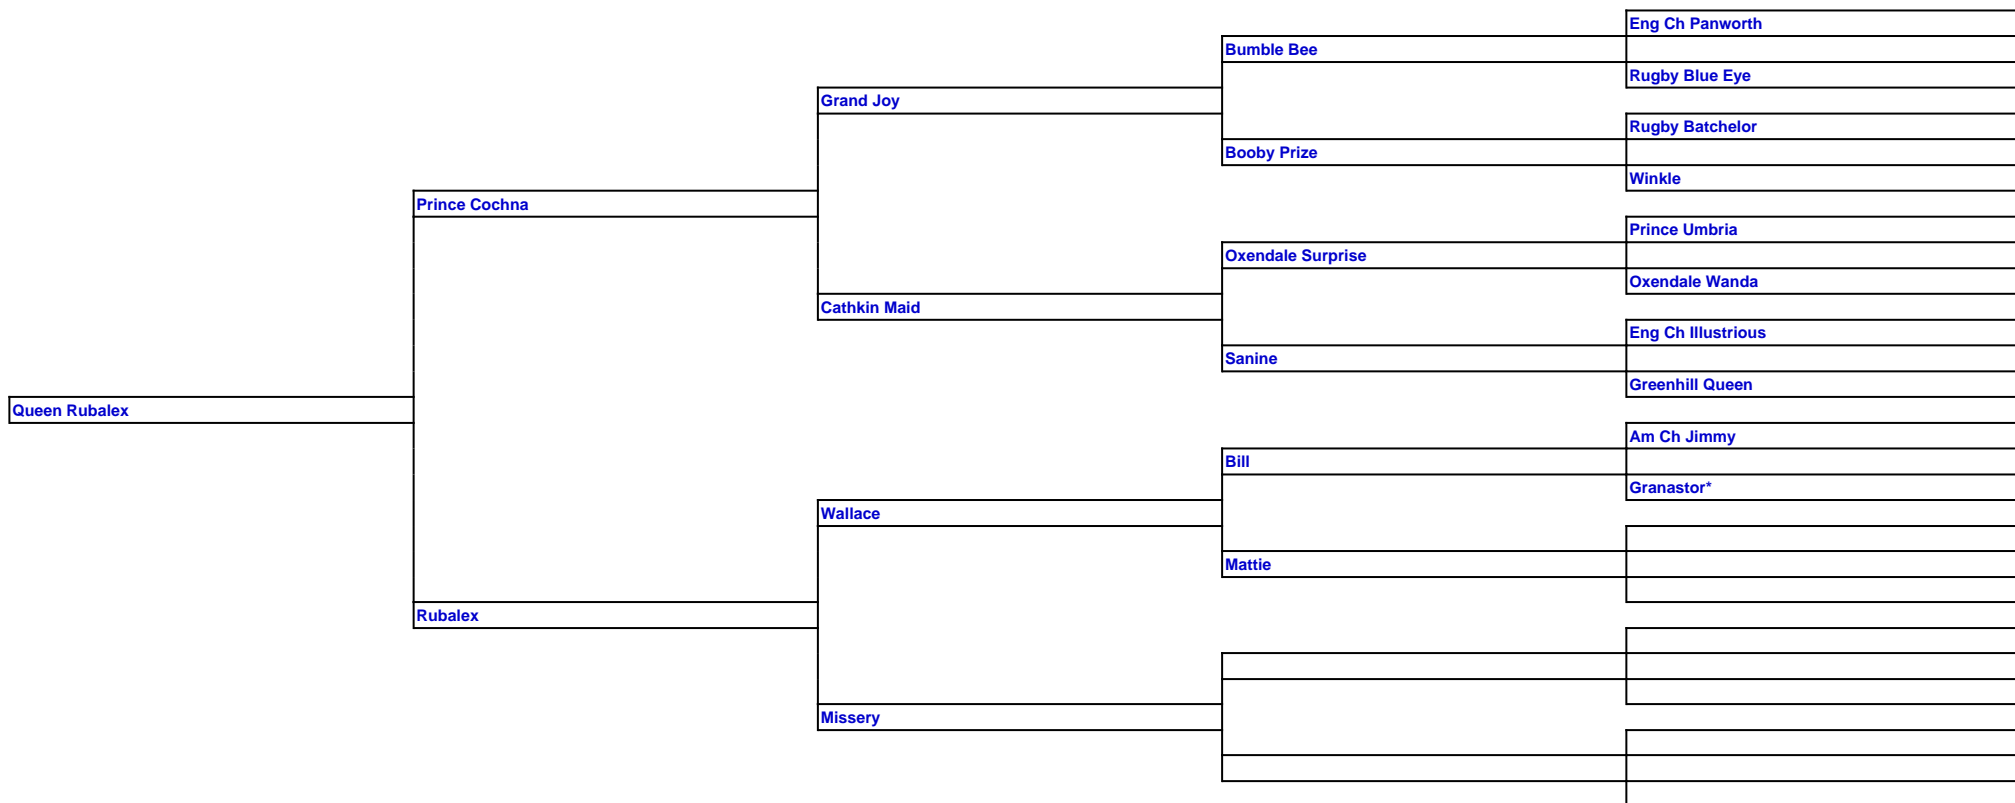 Eng Ch Panworth
Bumble Bee
Rugby Blue Eye
Grand Joy
Rugby Batchelor
Booby Prize
Winkle
Prince Cochna
Prince Umbria
Oxendale Surprise
Oxendale Wanda
Cathkin Maid
Eng Ch Illustrious
Sanine
Greenhill Queen
Queen Rubalex
Am Ch Jimmy
Bill
Granastor*
Wallace
Mattie
Rubalex
Missery